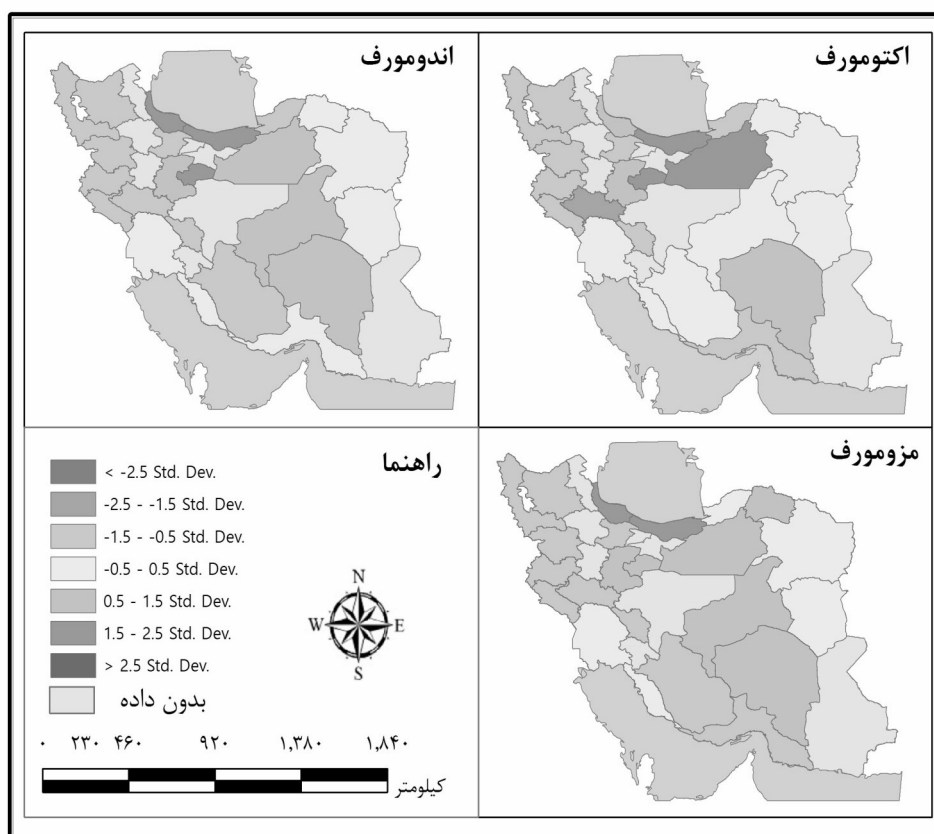 اندومورف
اکتومورف
مزومورف
راهنما
< -2.5 Std. Dev.
-2.5 - -1.5 Std. Dev.
-1.5 - -0.5 Std. Dev.
-0.5 - 0.5 Std. Dev.
0.5 - 1.5 Std. Dev.
1.5 - 2.5 Std. Dev.
> 2.5 Std. Dev.
بدون داده
N
W E
S
۰ ۲۳۰ ۴۶۰ ۹۲۰ ۱,۳۸۰ ۱,۸۴۰
کیلومتر